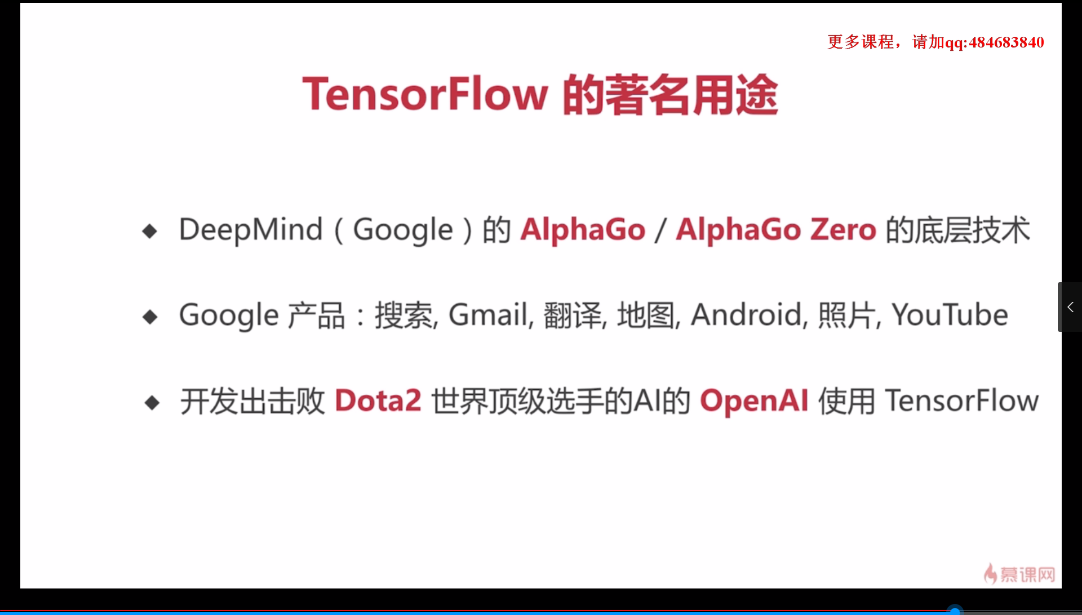 更多课程，请加qq:484683840
TensorFlow 的著名用途
◆ DeepMind（Google）的 AlphaGo / AlphaGo Zero 的底层技术
◆ Google 产品：搜索, Gmail, 翻译, 地图, Android, 照片, YouTube
◆ 开发出击败 Dota2 世界顶级选手的AI的 OpenAI 使用 TensorFlow
慕课网